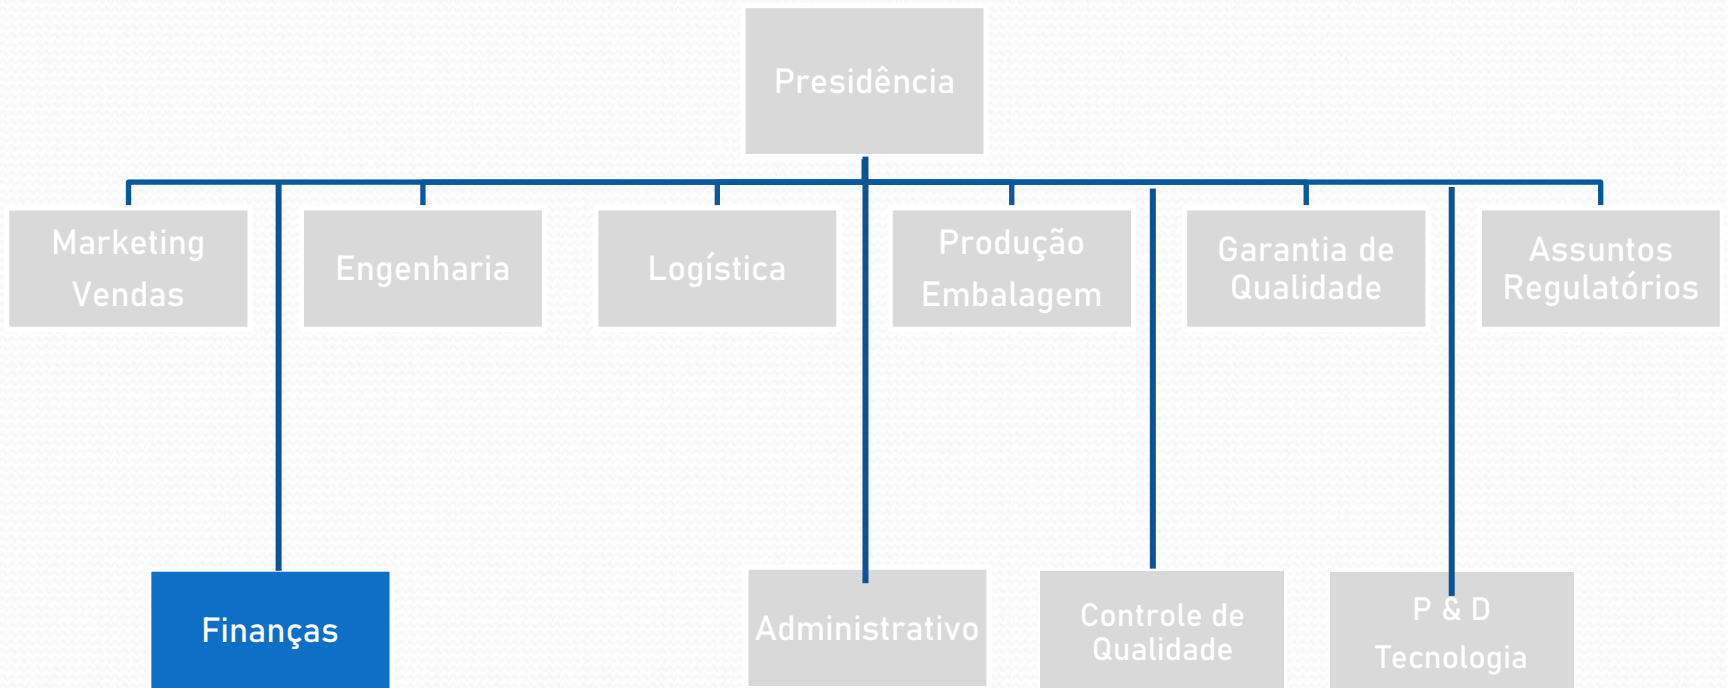 Presidência
Marketing
Vendas
Engenharia
Logística
Produção
Embalagem
Garantia de
Qualidade
Assuntos
Regulatórios
Finanças
Administrativo
Controle de
Qualidade
P & D
Tecnologia